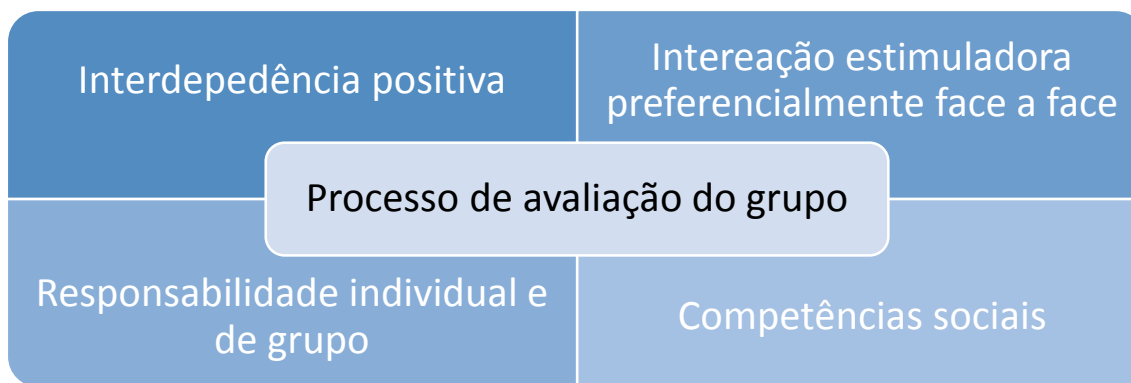 Interdepedência positiva
Intereação estimuladora
preferencialmente face a face
Processo de avaliação do grupo
Responsabilidade individual e
de grupo
Competências sociais